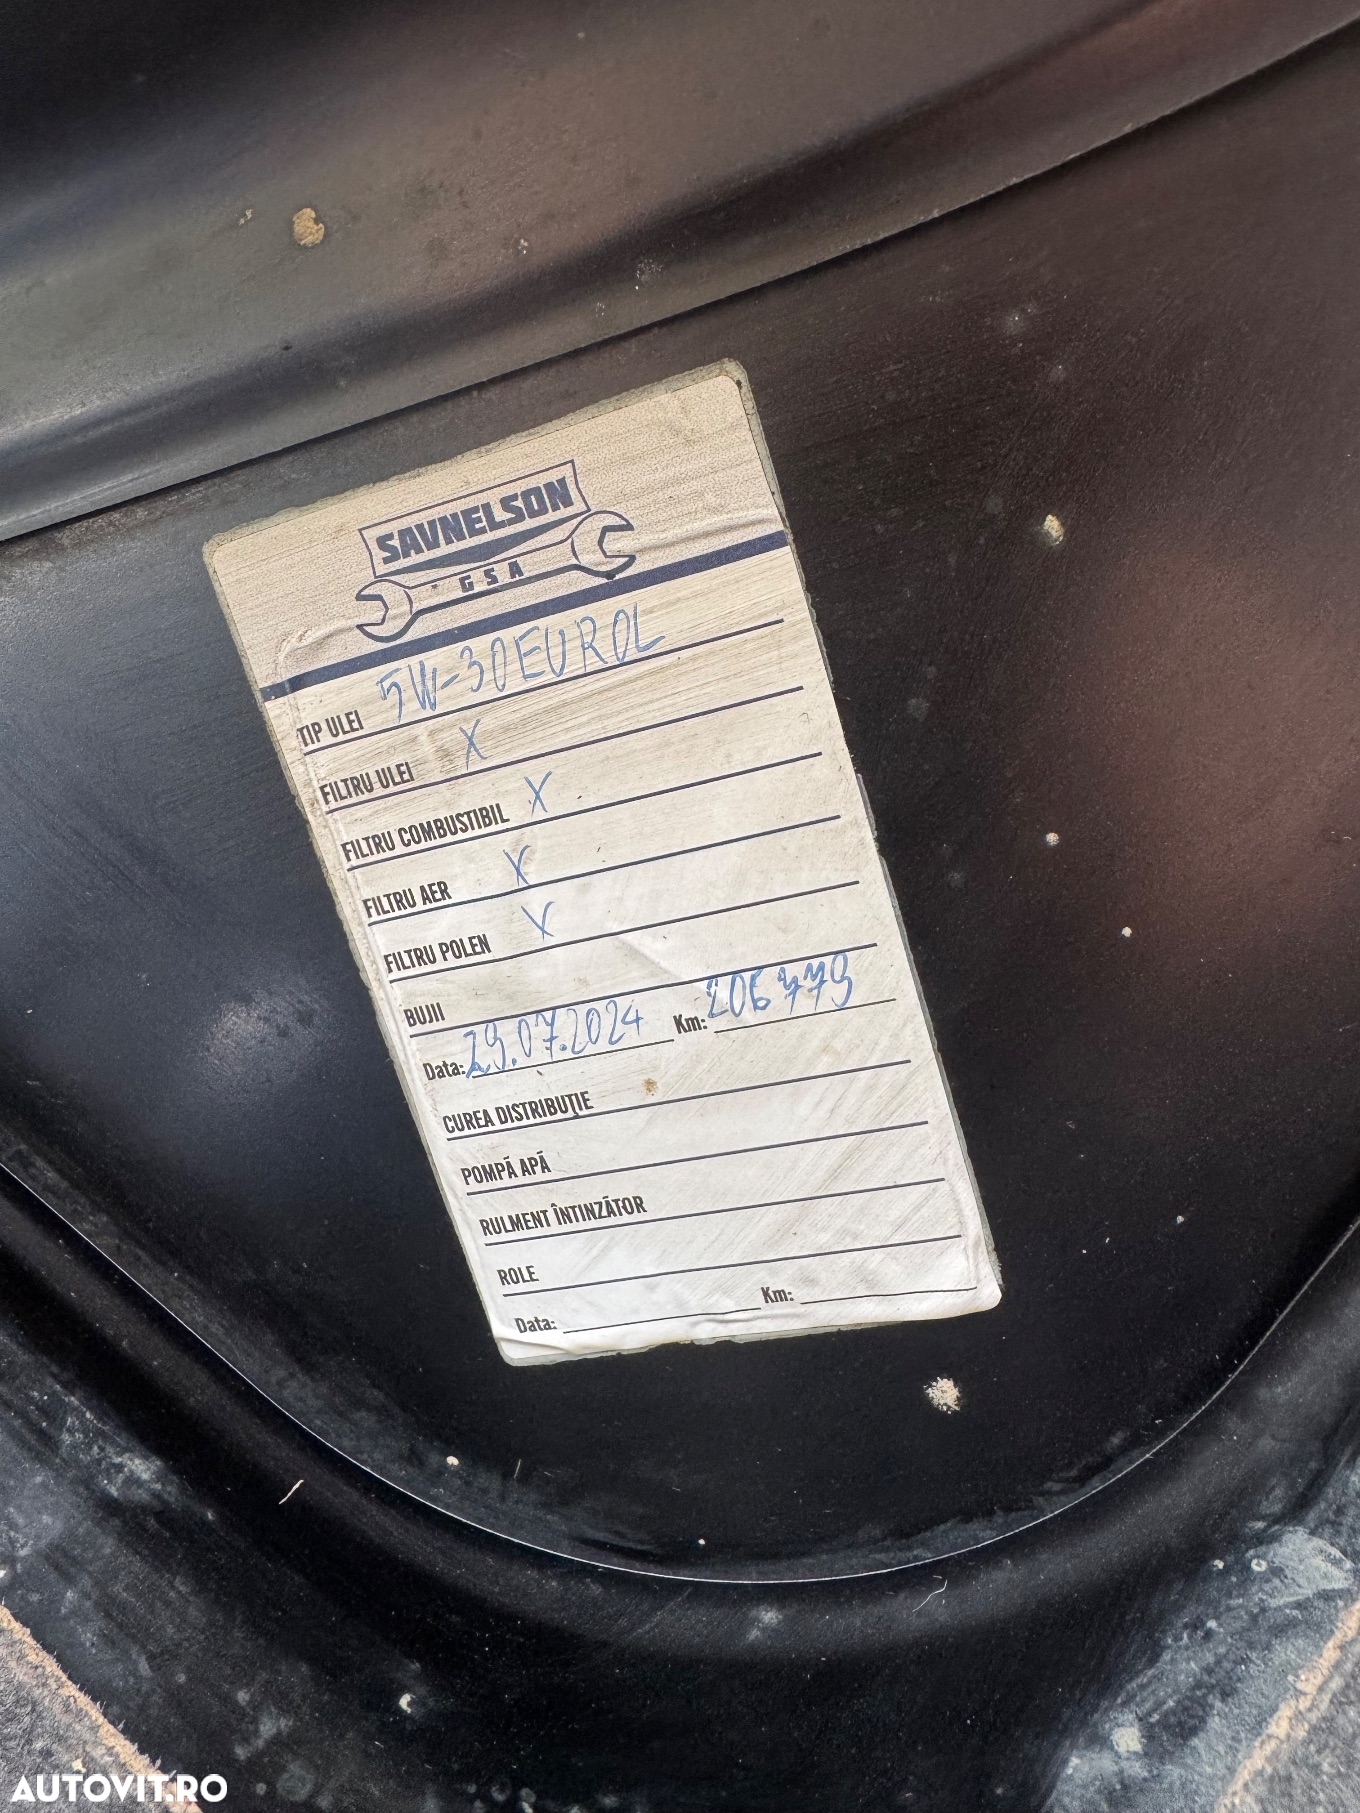 SAVNELSON
GSA
TIP ULEI 5W-30 EUROL
FILTRU ULEI X
FILTRU COMBUSTIBIL X
FILTRU AER X
FILTRU POLEN X
BUJII
Data: 29.07.2024 Km: 206779
CUREA DISTRIBUȚIE
POMPĂ APĂ
RULMENT ÎNTINZĂTOR
ROLE
Data: Km:
AUTOVIT.RO